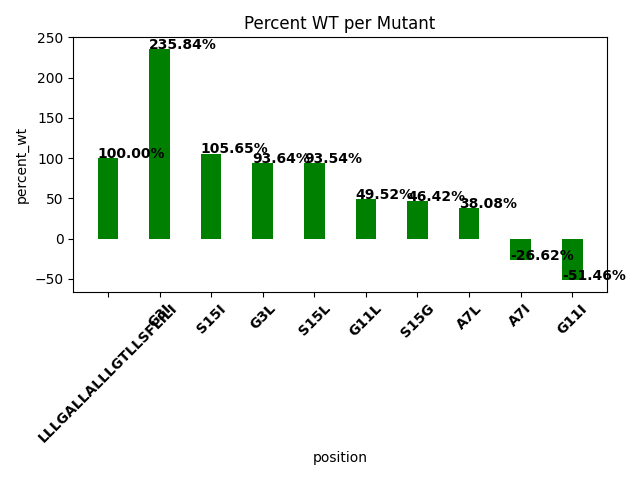 Percent WT per Mutant
percent_wt
250
200
150
100
50
0
−50
100.00%
235.84%
105.65%
93.64%
93.54%
49.52%
46.42%
38.08%
-26.62%
-51.46%
G3I
S15I
G3L
S15L
G11L
S15G
A7L
A7I
G11I
position